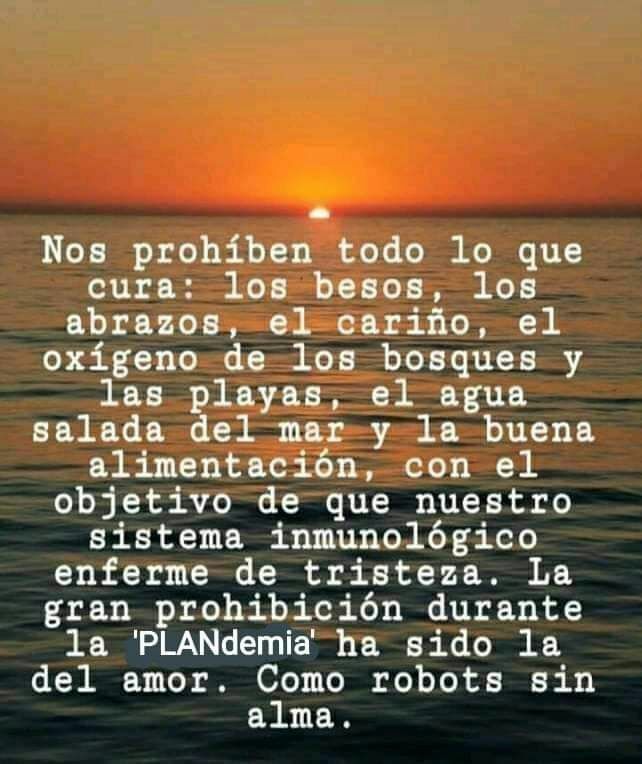 Nos prohíben todo lo que
cura: los besos, los
abrazos, el cariño, el
oxígeno de los bosques y
las playas, el agua
salada del mar y la buena
alimentación, con el
objetivo de que nuestro
sistema inmunológico
enferme de tristeza. La
gran prohibición durante
la 'PLANdemia' ha sido la
del amor. Como robots sin
alma.